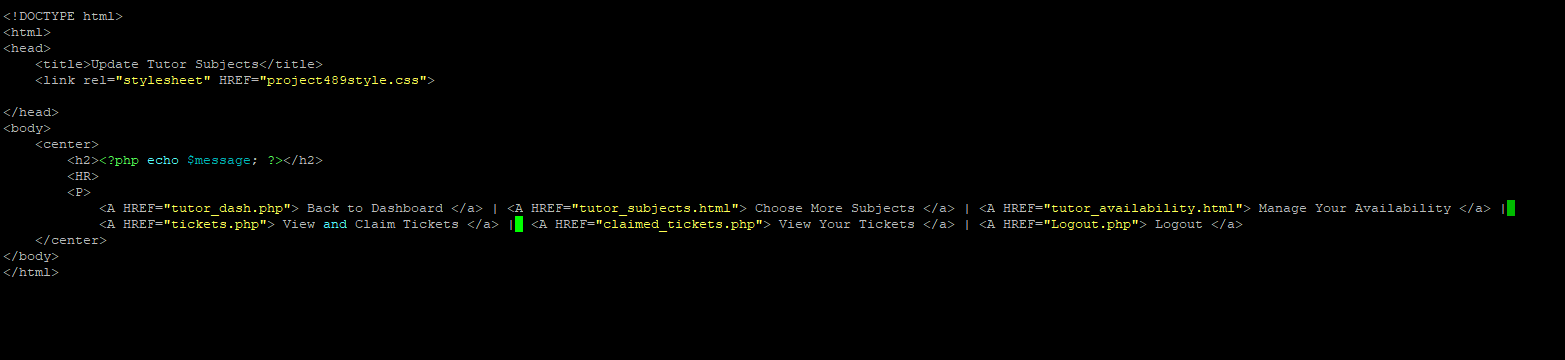 <!DOCTYPE html>
<html>
<head>
    <title>Update Tutor Subjects</title>
    <link rel="stylesheet" HREF="project489style.css">

</head>
<body>
    <center>
        <h2><?php echo $message; ?></h2>
        <HR>
        <P>
            <A HREF="tutor_dash.php"> Back to Dashboard </a> | <A HREF="tutor_subjects.html"> Choose More Subjects </a> | <A HREF="tutor_availability.html"> Manage Your Availability </a> |
            <A HREF="tickets.php"> View and Claim Tickets </a> | <A HREF="claimed_tickets.php"> View Your Tickets </a> | <A HREF="Logout.php"> Logout </a>
    </center>
</body>
</html>